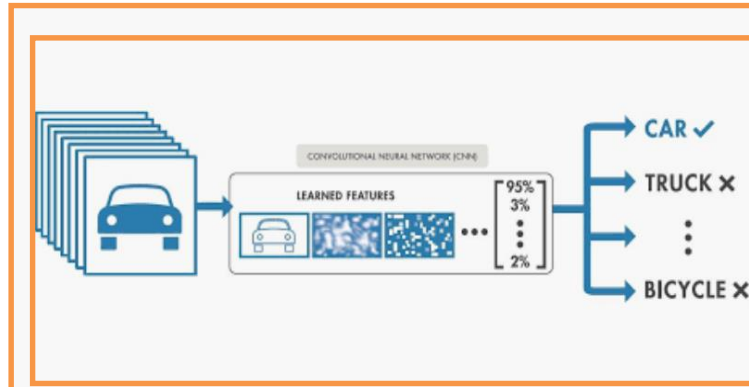 CONVOLUTIONAL NEURAL NETWORK (CNN)
LEARNED FEATURES
95%
3%
2%
CAR ✓
TRUCK ✕
BICYCLE ✕